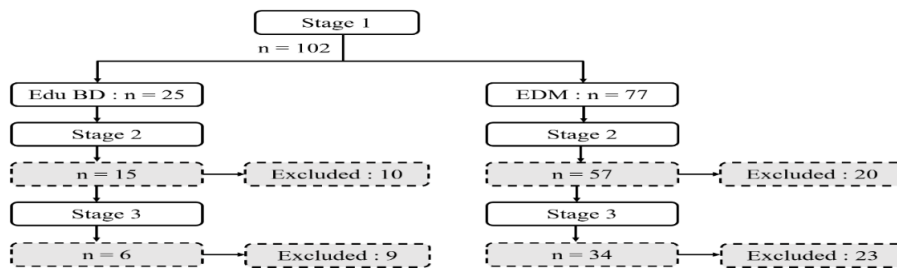 Stage 1
n = 102
Edu BD : n = 25
EDM : n = 77
Stage 2
Stage 2
n = 15
Excluded : 10
n = 57
Excluded : 20
Stage 3
Stage 3
n = 6
Excluded : 9
n = 34
Excluded : 23